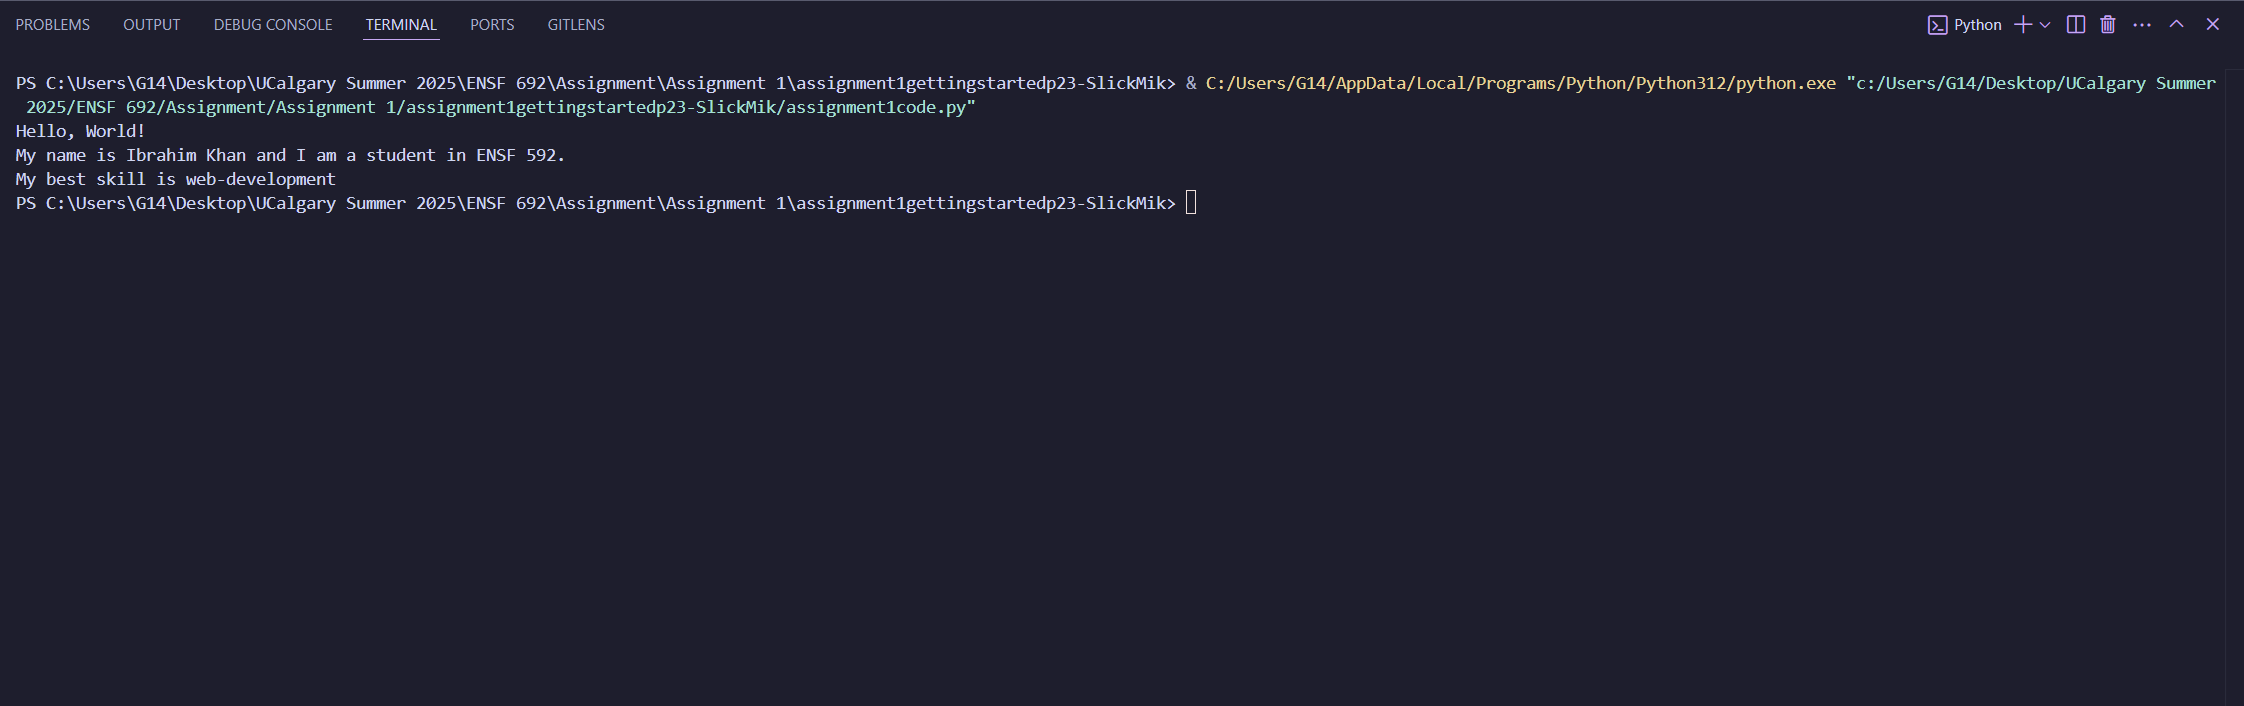 PROBLEMS OUTPUT DEBUG CONSOLE TERMINAL PORTS GITLENS Python
PS C:\Users\G14\Desktop\UCalgary Summer 2025\ENSF 692\Assignment\Assignment 1\assignment1gettingstartedp23-SlickMik> & C:/Users/G14/AppData/Local/Programs/Python/Python312/python.exe "c:/Users/G14/Desktop/UCalgary Summer
2025/ENSF 692/Assignment/Assignment 1/assignment1gettingstartedp23-SlickMik/assignment1code.py"
Hello, World!
My name is Ibrahim Khan and I am a student in ENSF 592.
My best skill is web-development
PS C:\Users\G14\Desktop\UCalgary Summer 2025\ENSF 692\Assignment\Assignment 1\assignment1gettingstartedp23-SlickMik>